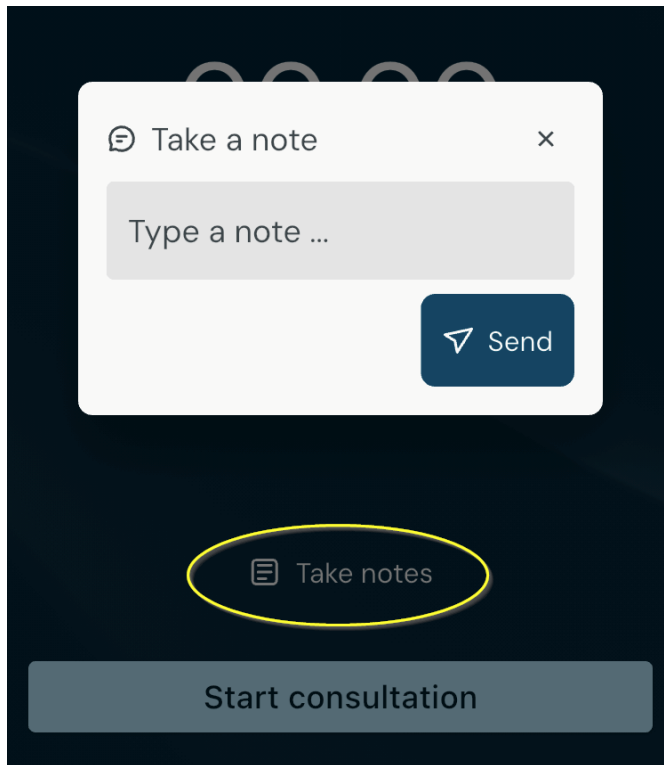 Take a note
Type a note ...
Send
Take notes
Start consultation